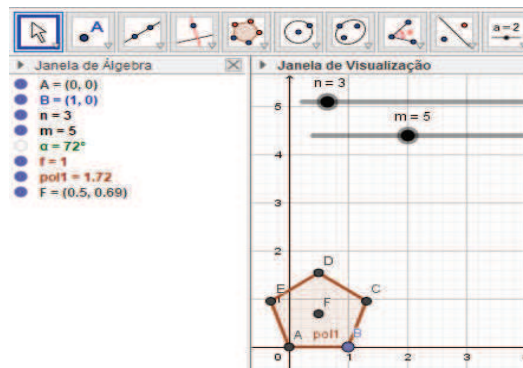 A
a=2
Janela de Álgebra
A = (0, 0)
B = (1, 0)
n = 3
m = 5
α = 72°
f = 1
pol1 = 1.72
F = (0.5, 0.69)
Janela de Visualização
n = 3
m = 5
5
4
3
2
1
0
1
2
3
D
E
C
F
A
pol1
B